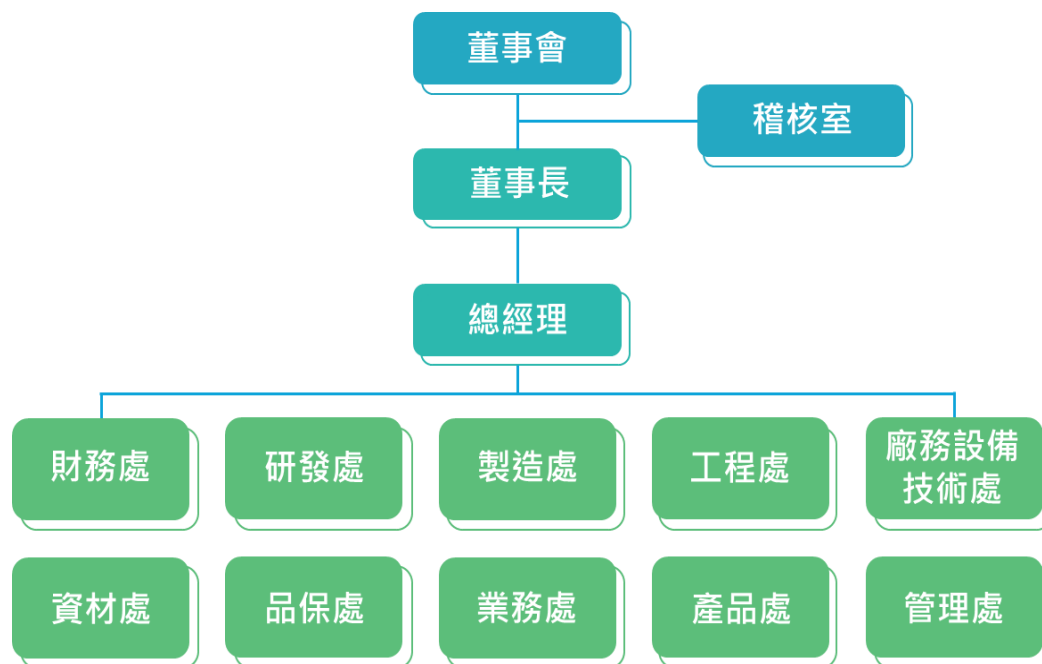 董事會
稽核室
董事長
總經理
財務處
研發處
製造處
工程處
廠務設備
技術處
資材處
品保處
業務處
產品處
管理處